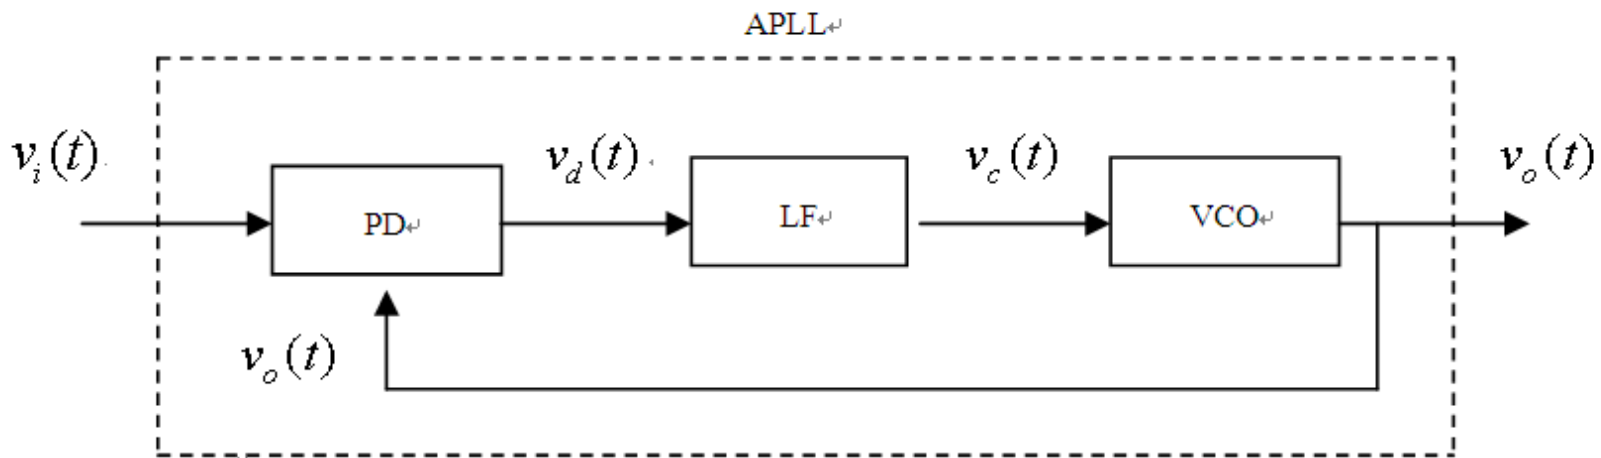 APLL↵
v_i(t)
v_d(t)
v_c(t)
v_o(t)
PD↵
LF↵
VCO↵
v_o(t)